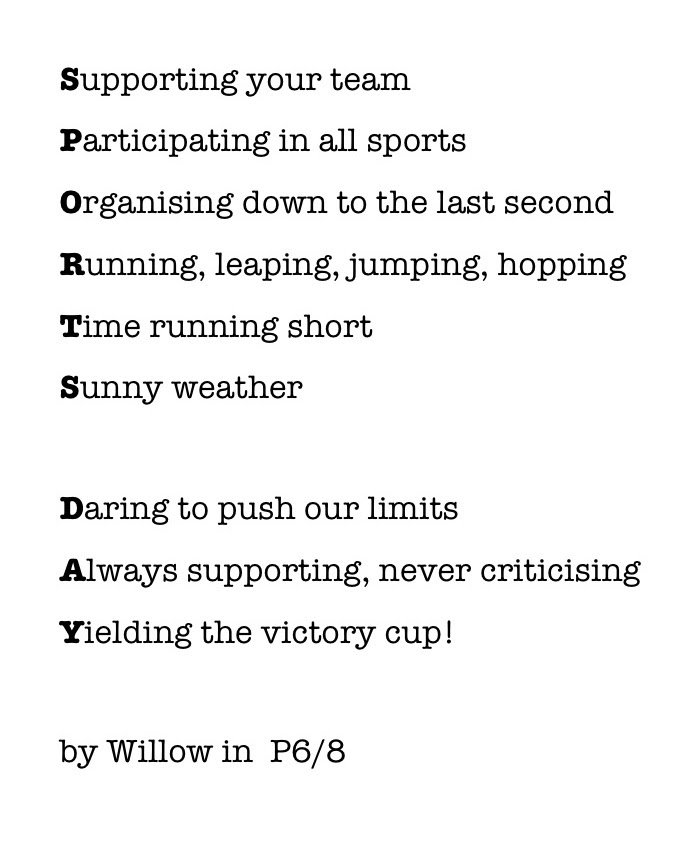 Supporting your team
Participating in all sports
Organising down to the last second
Running, leaping, jumping, hopping
Time running short
Sunny weather
Daring to push our limits
Always supporting, never criticising
Yielding the victory cup!
by Willow in  P6/8